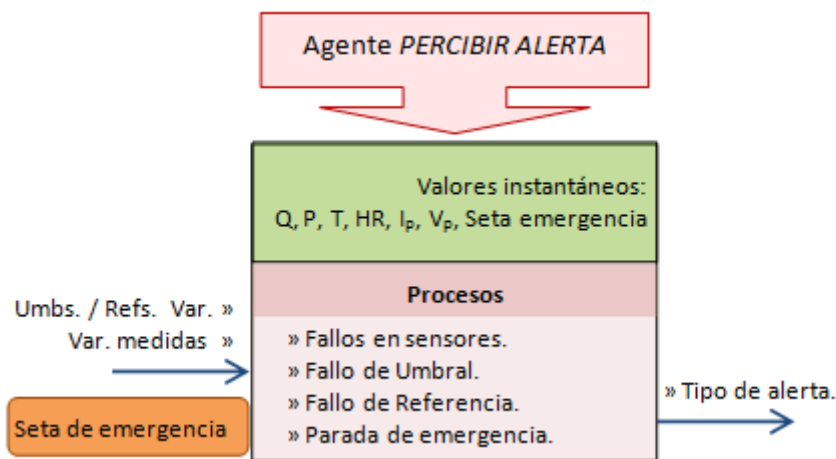 Agente PERCIBIR ALERTA
Valores instantáneos:
Q, P, T, HR, Iₚ, Vₚ, Seta emergencia
Procesos
Umbs. / Refs. Var. »
Var. medidas »
» Fallos en sensores.
» Fallo de Umbral.
» Fallo de Referencia.
» Parada de emergencia.
Seta de emergencia
» Tipo de alerta.